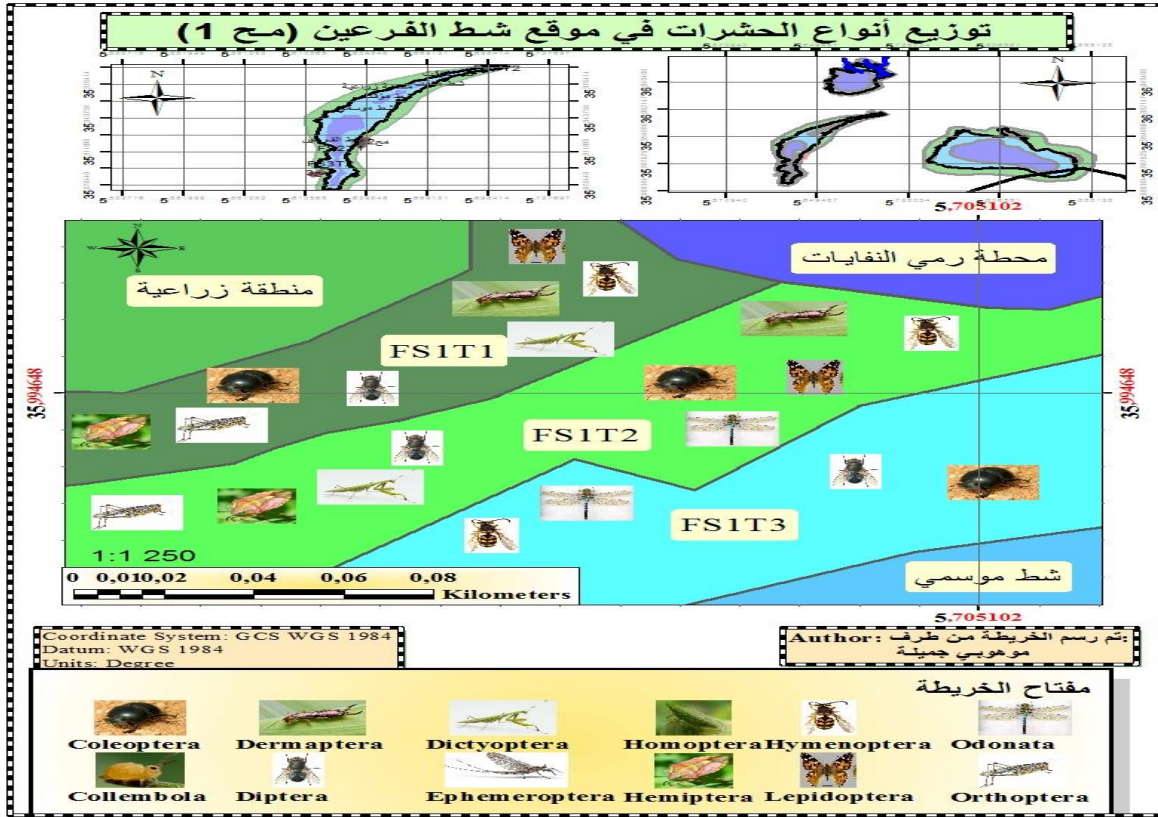 توزيع أنواع الحشرات في موقع شط الفرعين (مح 1)
N
N
5,705102
N
W E
S
منطقة زراعية
محطة رمي النفايات
FS1T1
35,994648
35,994648
FS1T2
FS1T3
شط موسمي
1:1 250
0 0,010,02 0,04 0,06 0,08
Kilometers
5,705102
Coordinate System: GCS WGS 1984
Datum: WGS 1984
Units: Degree
Author: تم رسم الخريطة من طرف:
موهوبي جميلة
مفتاح الخريطة
Coleoptera Dermaptera Dictyoptera Homoptera Hymenoptera Odonata
Collembola Diptera Ephemeroptera Hemiptera Lepidoptera Orthoptera